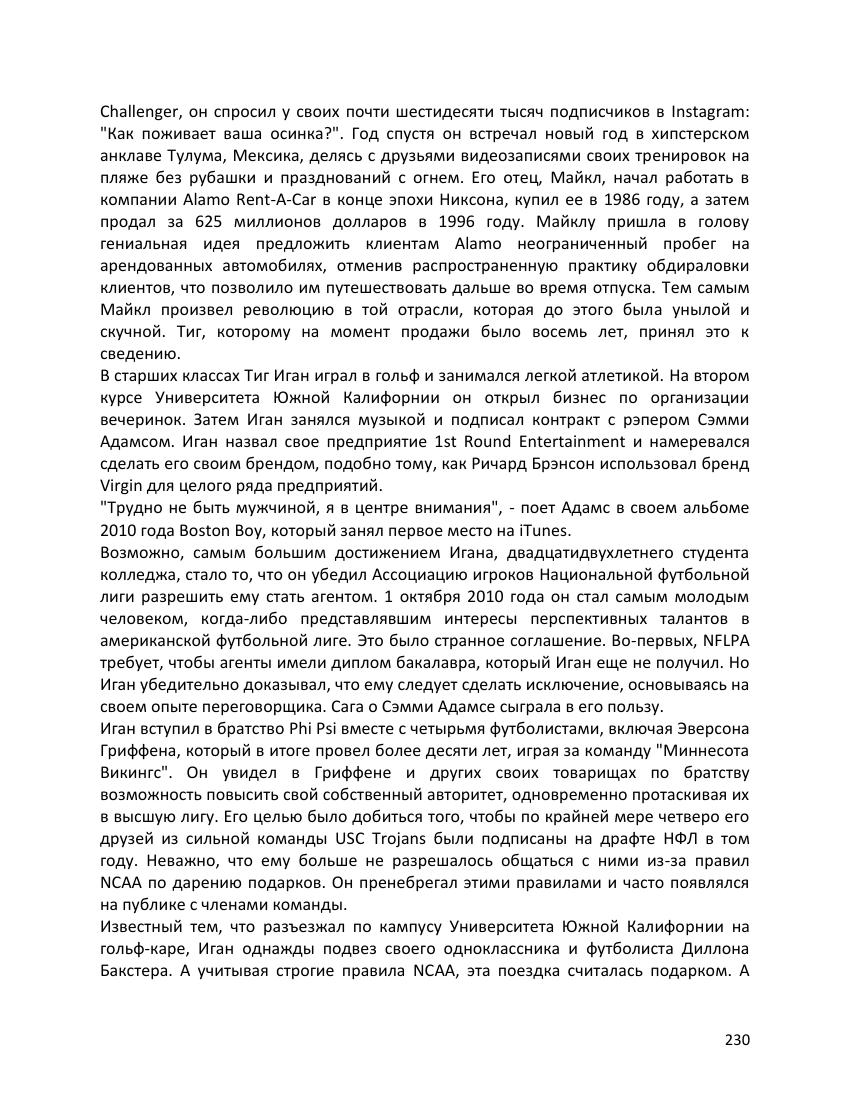 Challenger, он спросил у своих почти шестидесяти тысяч подписчиков в Instagram:
"Как поживает ваша осинка?". Год спустя он встречал новый год в хипстерском
анклаве Тулума, Мексика, делясь с друзьями видеозаписями своих тренировок на
пляже без рубашки и празднований с огнем. Его отец, Майкл, начал работать в
компании Alamo Rent-A-Car в конце эпохи Никсона, купил ее в 1986 году, а затем
продал за 625 миллионов долларов в 1996 году. Майклу пришла в голову
гениальная идея предложить клиентам Alamo неограниченный пробег на
арендованных автомобилях, отменив распространенную практику обдираловки
клиентов, что позволило им путешествовать дальше во время отпуска. Тем самым
Майкл произвел революцию в той отрасли, которая до этого была унылой и
скучной. Тиг, которому на момент продажи было восемь лет, принял это к
сведению.
В старших классах Тиг Иган играл в гольф и занимался легкой атлетикой. На втором
курсе Университета Южной Калифорнии он открыл бизнес по организации
вечеринок. Затем Иган занялся музыкой и подписал контракт с рэпером Сэмми
Адамсом. Иган назвал свое предприятие 1st Round Entertainment и намеревался
сделать его своим брендом, подобно тому, как Ричард Брэнсон использовал бренд
Virgin для целого ряда предприятий.
"Трудно не быть мужчиной, я в центре внимания", - поет Адамс в своем альбоме
2010 года Boston Boy, который занял первое место на iTunes.
Возможно, самым большим достижением Игана, двадцатидвухлетнего студента
колледжа, стало то, что он убедил Ассоциацию игроков Национальной футбольной
лиги разрешить ему стать агентом. 1 октября 2010 года он стал самым молодым
человеком, когда-либо представлявшим интересы перспективных талантов в
американской футбольной лиге. Это было странное соглашение. Во-первых, NFLPA
требует, чтобы агенты имели диплом бакалавра, который Иган еще не получил. Но
Иган убедительно доказывал, что ему следует сделать исключение, основываясь на
своем опыте переговорщика. Сага о Сэмми Адамсе сыграла в его пользу.
Иган вступил в братство Phi Psi вместе с четырьмя футболистами, включая Эверсона
Гриффена, который в итоге провел более десяти лет, играя за команду "Миннесота
Викингс". Он увидел в Гриффене и других своих товарищах по братству
возможность повысить свой собственный авторитет, одновременно протаскивая их
в высшую лигу. Его целью было добиться того, чтобы по крайней мере четверо его
друзей из сильной команды USC Trojans были подписаны на драфте НФЛ в том
году. Неважно, что ему больше не разрешалось общаться с ними из-за правил
NCAA по дарению подарков. Он пренебрегал этими правилами и часто появлялся
на публике с членами команды.
Известный тем, что разъезжал по кампусу Университета Южной Калифорнии на
гольф-каре, Иган однажды подвез своего одноклассника и футболиста Диллона
Бакстера. А учитывая строгие правила NCAA, эта поездка считалась подарком. А
230